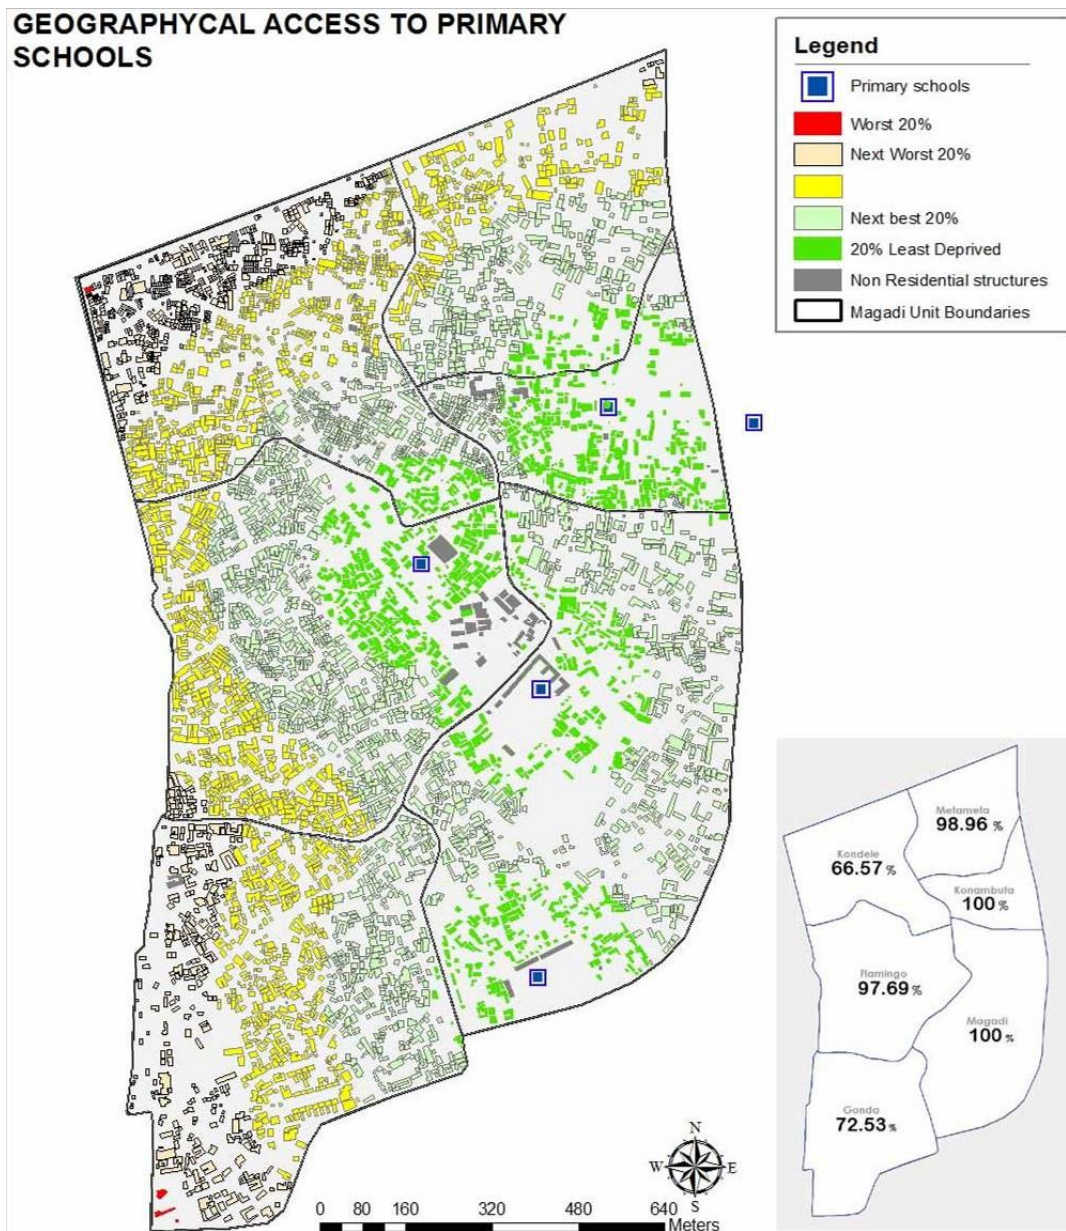 GEOGRAPHYCAL ACCESS TO PRIMARY
SCHOOLS
Legend
Primary schools
Worst 20%
Next Worst 20%
Next best 20%
20% Least Deprived
Non Residential structures
Magadi Unit Boundaries
Metameta
98.96 %
Kondele
66.57 %
Konambuta
100 %
Flamingo
97.69 %
Magadi
100 %
Gonda
72.53 %
N
W E
S
0 80 160 320 480 640
Meters